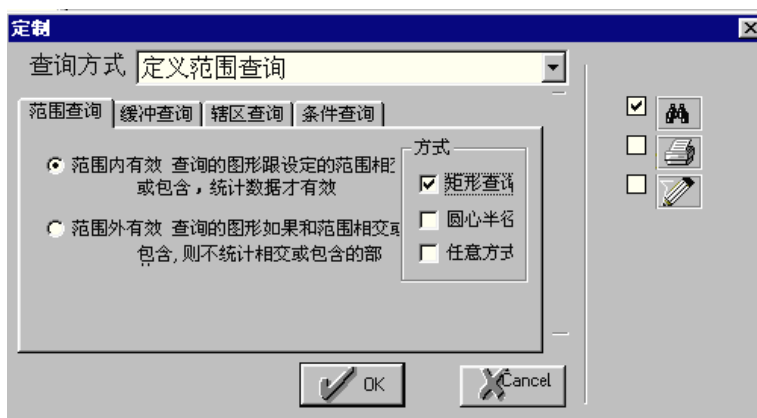 定制
查询方式 定义范围查询
范围查询 缓冲查询 辖区查询 条件查询
方式
范围内有效 查询的图形跟设定的范围相
或包含，统计数据才有效
矩形查询
范围外有效 查询的图形如果和范围相交或
圆心半径
包含,则不统计相交或包含的部
任意方式
OK Cancel